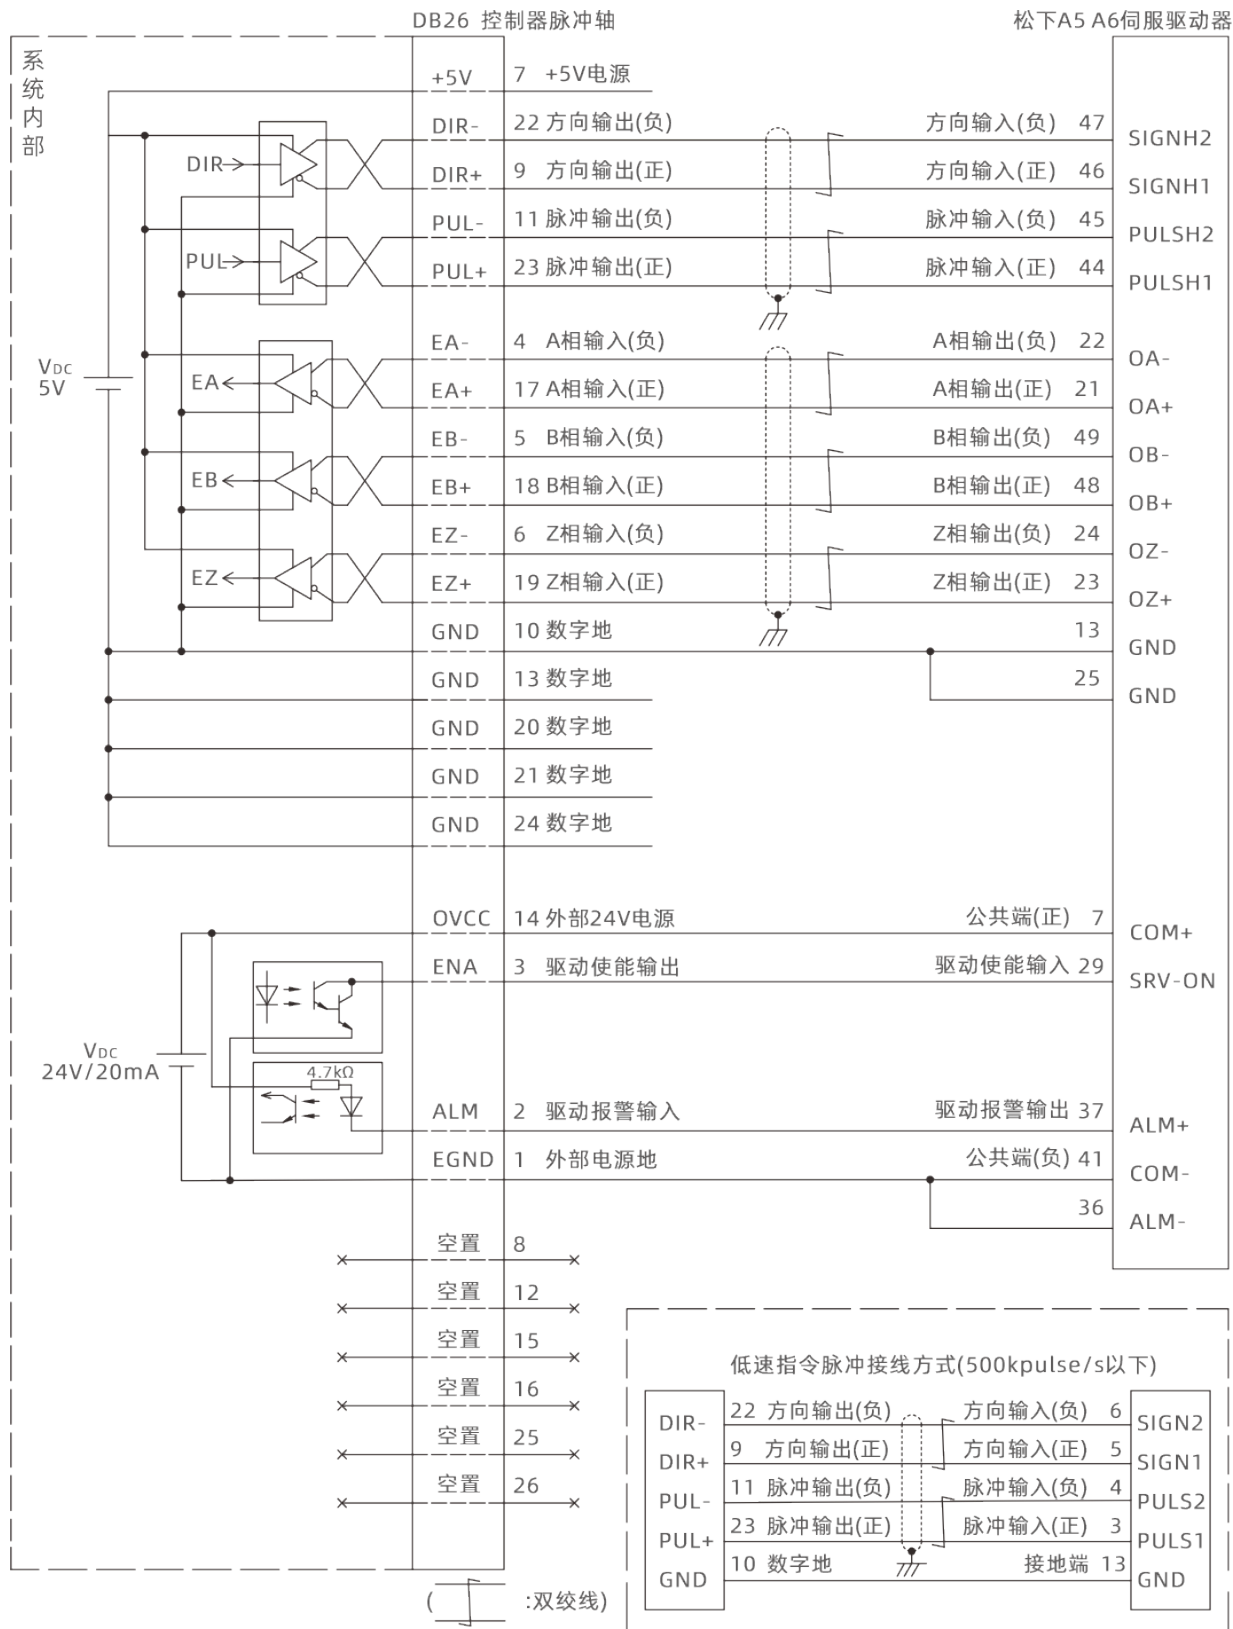 DB26 控制器脉冲轴
松下A5 A6伺服驱动器
系统内部
+5V 7 +5V电源
DIR- 22 方向输出(负) 方向输入(负) 47 SIGNH2
DIR
DIR+ 9 方向输出(正) 方向输入(正) 46 SIGNH1
PUL- 11 脉冲输出(负) 脉冲输入(负) 45 PULSH2
PUL
PUL+ 23 脉冲输出(正) 脉冲输入(正) 44 PULSH1
EA- 4 A相输入(负) A相输出(负) 22 OA-
VDC
5V
EA
EA+ 17 A相输入(正) A相输出(正) 21 OA+
EB- 5 B相输入(负) B相输出(负) 49 OB-
EB
EB+ 18 B相输入(正) B相输出(正) 48 OB+
EZ- 6 Z相输入(负) Z相输出(负) 24 OZ-
EZ
EZ+ 19 Z相输入(正) Z相输出(正) 23 OZ+
GND 10 数字地 13 GND
GND 13 数字地 25 GND
GND 20 数字地
GND 21 数字地
GND 24 数字地
OVCC 14 外部24V电源 公共端(正) 7 COM+
ENA 3 驱动使能输出 驱动使能输入 29 SRV-ON
VDC
24V/20mA
4.7kΩ
ALM 2 驱动报警输入 驱动报警输出 37 ALM+
EGND 1 外部电源地 公共端(负) 41 COM-
36 ALM-
空置 8
空置 12
空置 15
空置 16
空置 25
空置 26
低速指令脉冲接线方式(500kpulse/s以下)
DIR- 22 方向输出(负) 方向输入(负) 6 SIGN2
DIR+ 9 方向输出(正) 方向输入(正) 5 SIGN1
PUL- 11 脉冲输出(负) 脉冲输入(负) 4 PULS2
PUL+ 23 脉冲输出(正) 脉冲输入(正) 3 PULS1
GND 10 数字地 接地端 13 GND
( :双绞线)